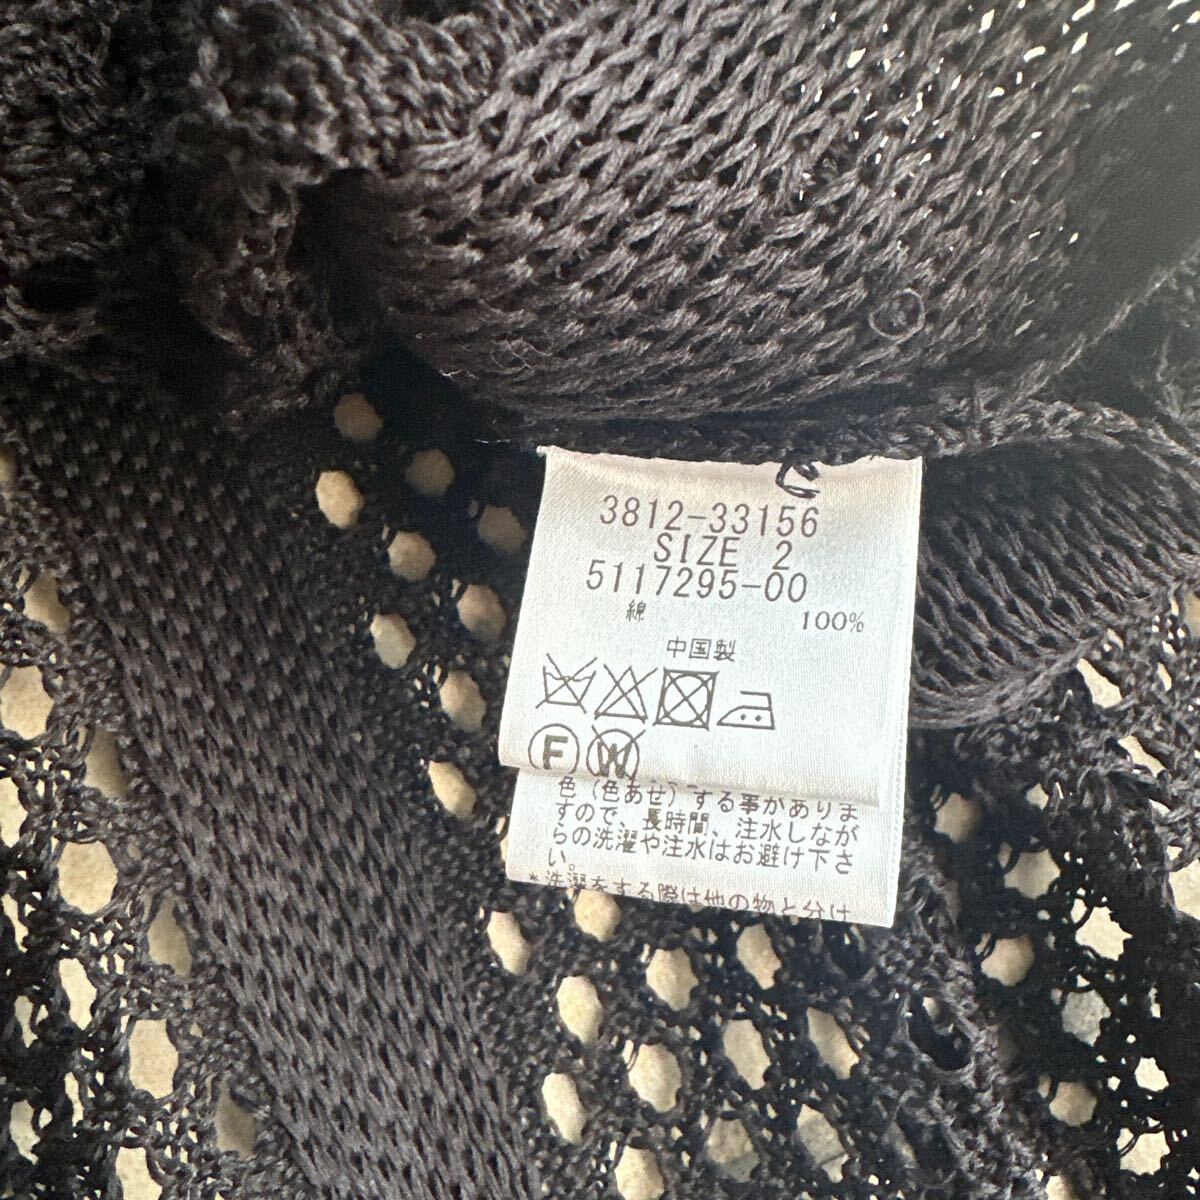 3812-33156
SIZE 2
5117295-00
綿 100%
中国製
F W
色（色あせ）する事がありま
すので、長時間、注水しなが
らの洗濯や注水はお避け下さ
い。
*洗濯をする際は他の物と分け